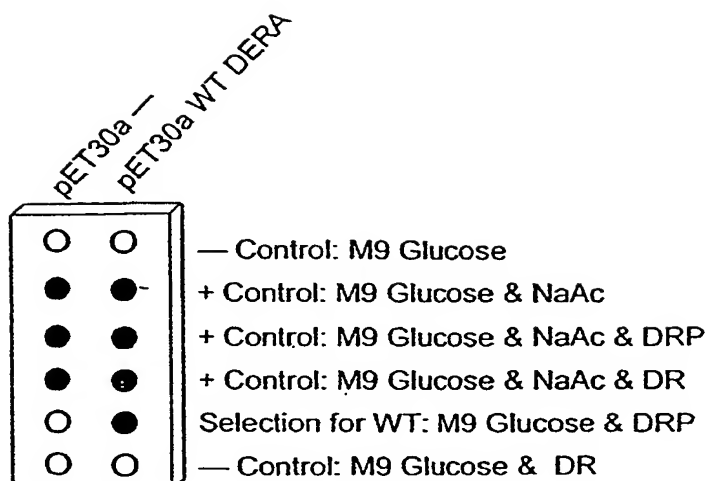 pET30a —
pET30a WT DERA
— Control: M9 Glucose
+ Control: M9 Glucose & NaAc
+ Control: M9 Glucose & NaAc & DRP
+ Control: M9 Glucose & NaAc & DR
Selection for WT: M9 Glucose & DRP
— Control: M9 Glucose & DR